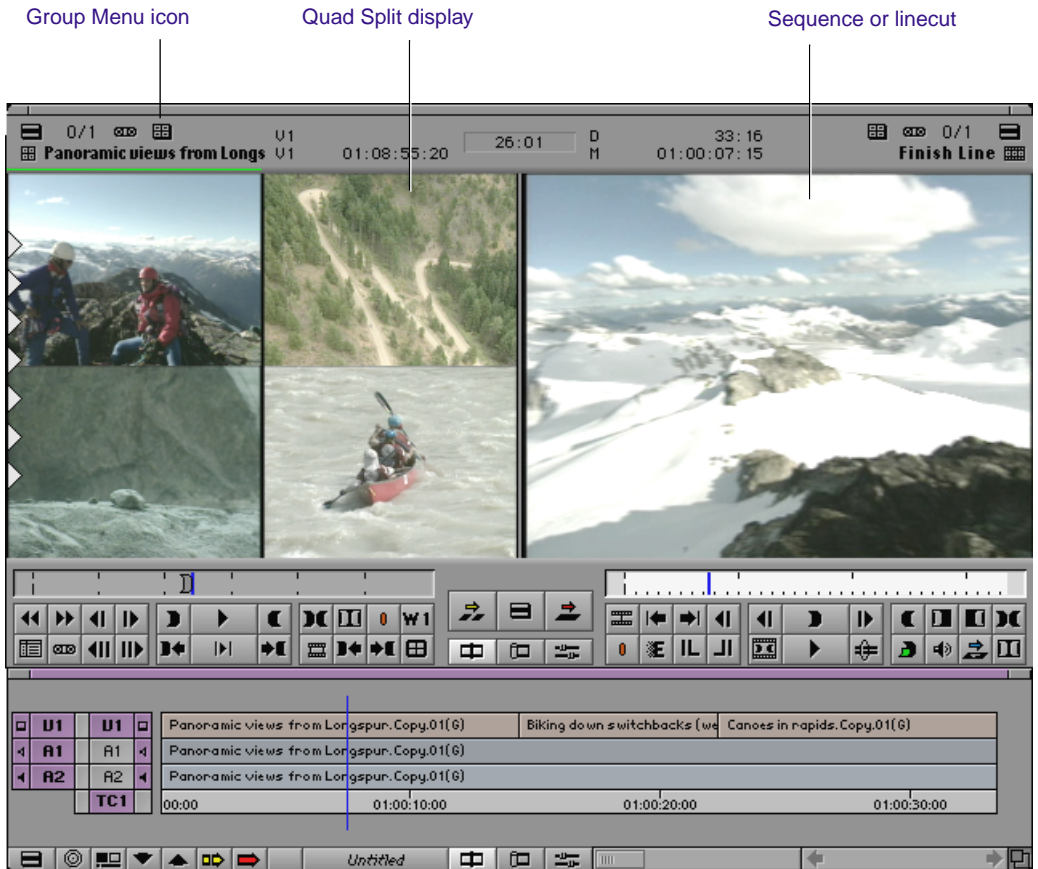 Group Menu icon
Quad Split display
Sequence or linecut
0/1
V1
26:01
D
33:16
0/1
Panoramic views from Longs
V1
01:08:55:20
M
01:00:07:15
Finish Line
W1
V1
V1
Panoramic views from Longspur.Copy.01(G)
Biking down switchbacks (we
Canoes in rapids.Copy.01(G)
A1
A1
Panoramic views from Longspur.Copy.01(G)
A2
A2
Panoramic views from Longspur.Copy.01(G)
TC1
00:00
01:00:10:00
01:00:20:00
01:00:30:00
Untitled